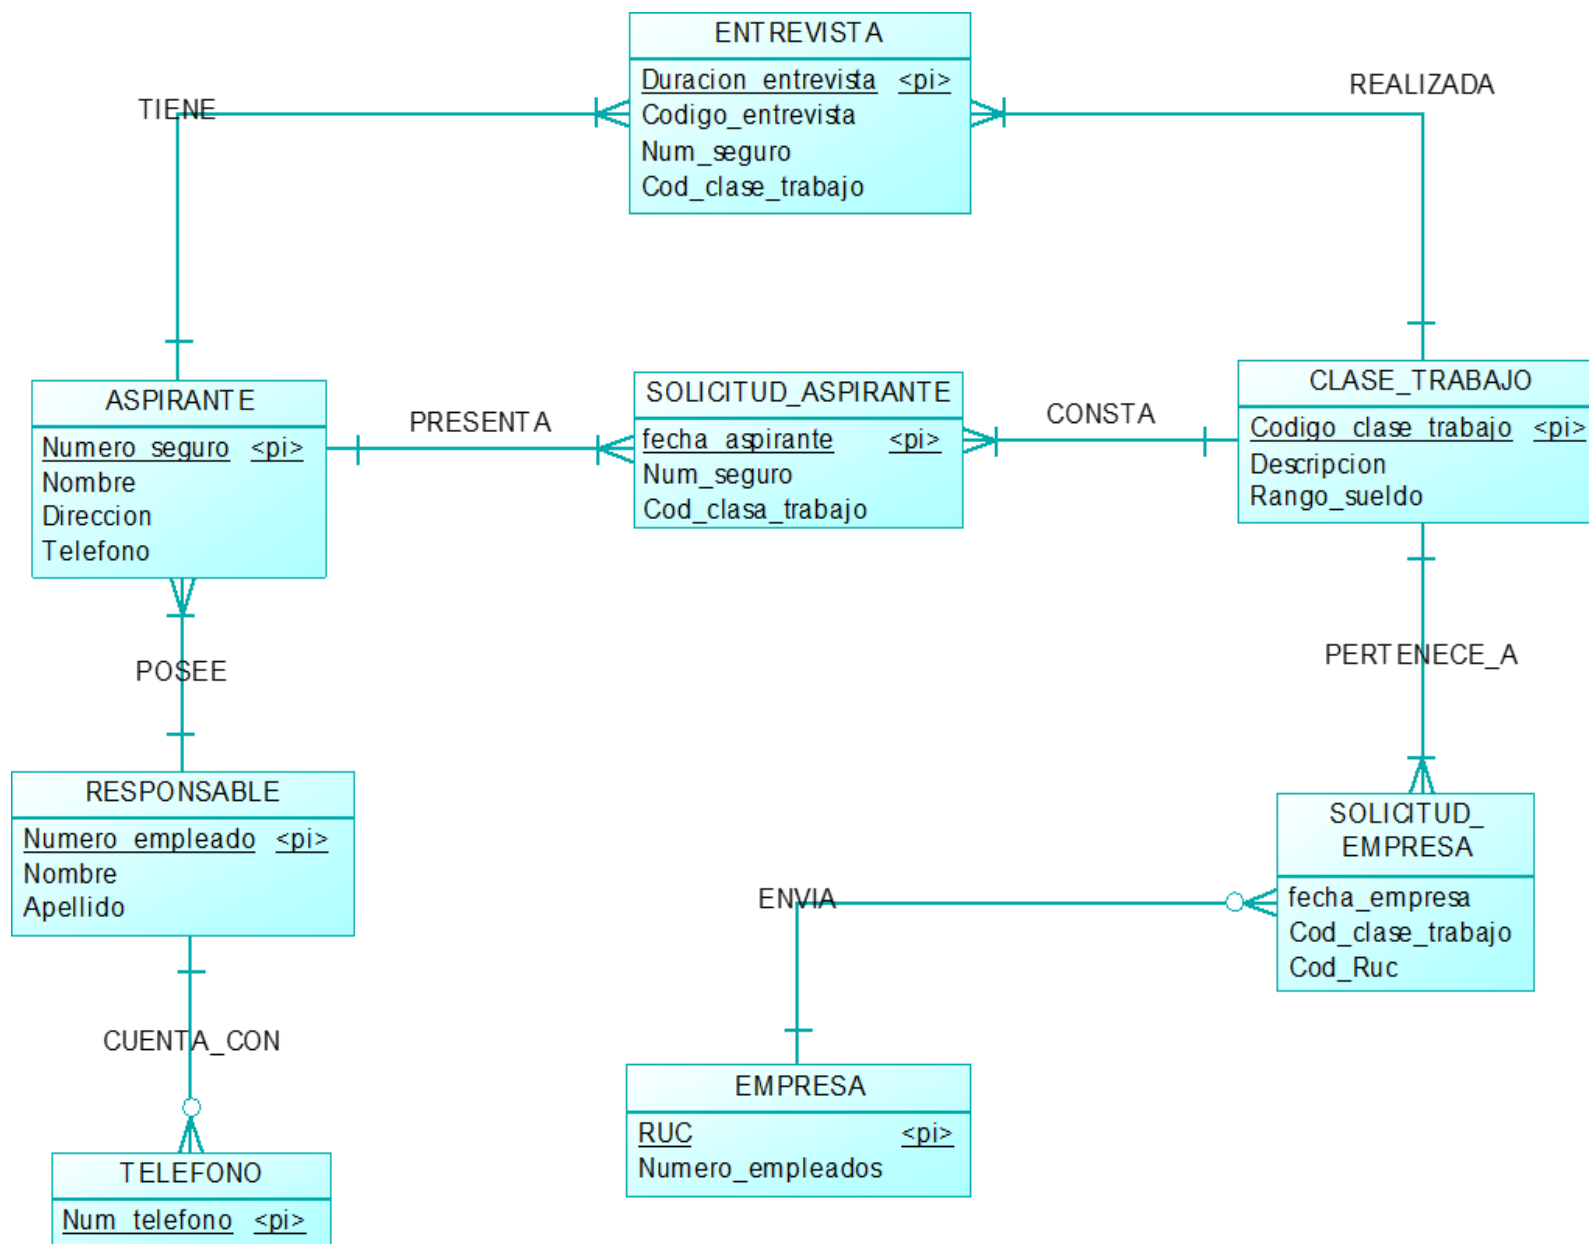 ENTREVISTA
Duracion_entrevista <pi>
Codigo_entrevista
Num_seguro
Cod_clase_trabajo
TIENE
REALIZADA
ASPIRANTE
Numero_seguro <pi>
Nombre
Direccion
Telefono
PRESENTA
SOLICITUD_ASPIRANTE
fecha_aspirante <pi>
Num_seguro
Cod_clasa_trabajo
CONSTA
CLASE_TRABAJO
Codigo_clase_trabajo <pi>
Descripcion
Rango_sueldo
POSEE
PERTENECE_A
RESPONSABLE
Numero_empleado <pi>
Nombre
Apellido
SOLICITUD_
EMPRESA
fecha_empresa
Cod_clase_trabajo
Cod_Ruc
ENVIA
CUENTA_CON
EMPRESA
RUC <pi>
Numero_empleados
TELEFONO
Num_telefono <pi>